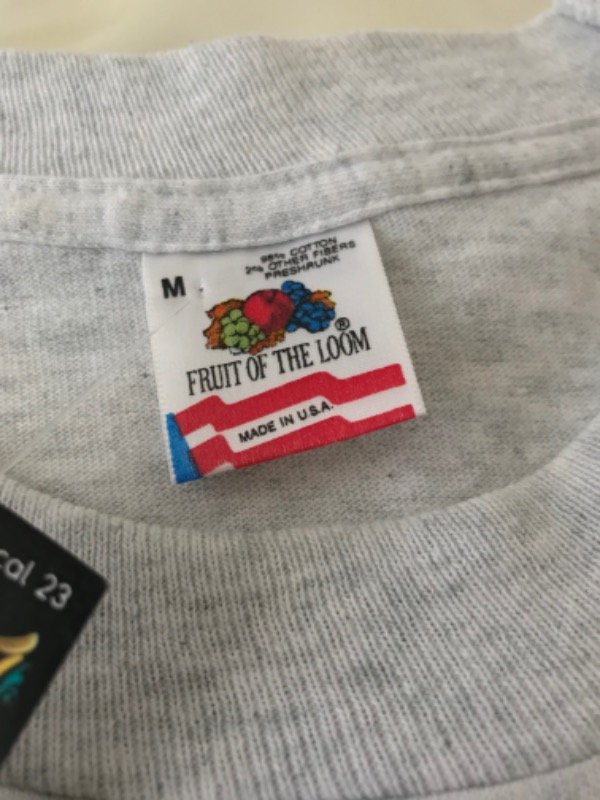 98% COTTON
2% OTHER FIBERS
PRESHRUNK
M
®
FRUIT OF THE LOOM
MADE IN U.S.A.
cal 23